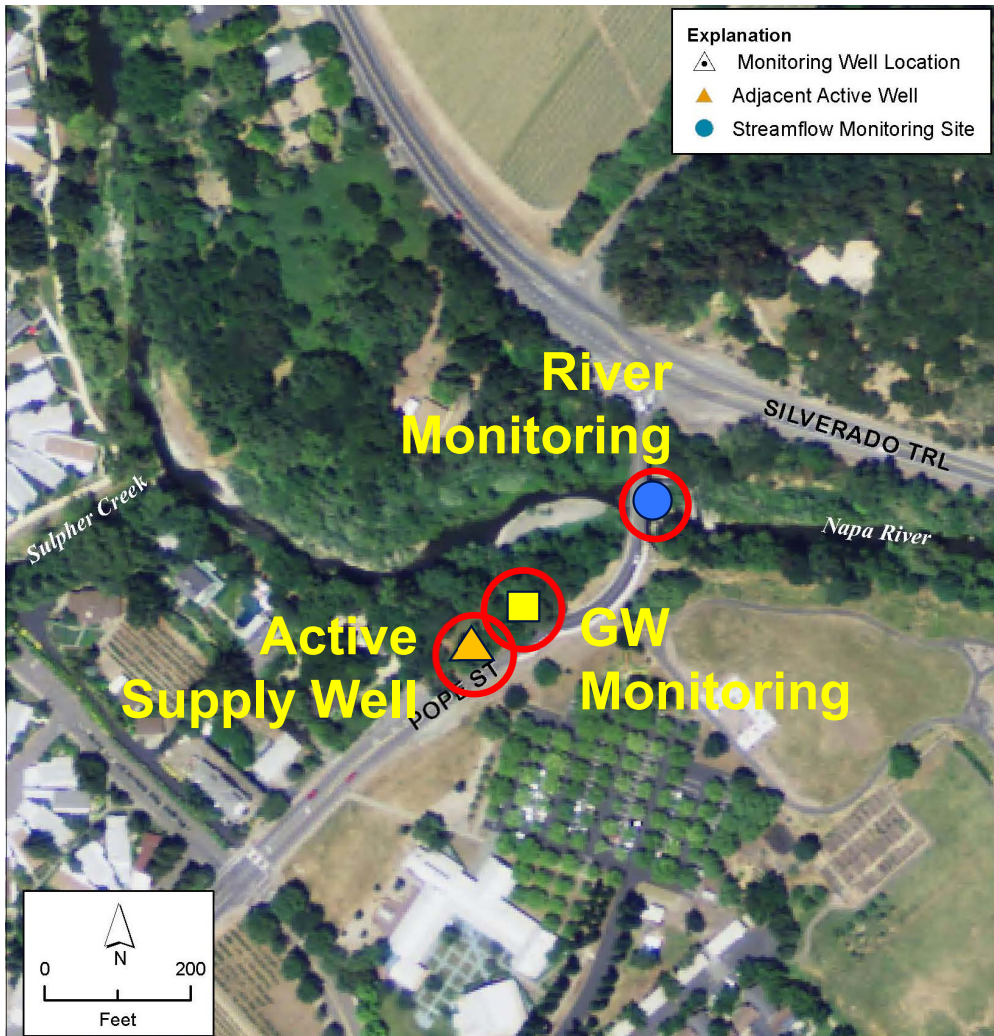 Explanation
Monitoring Well Location
Adjacent Active Well
Streamflow Monitoring Site
River
Monitoring
SILVERADO TRL
Sulpher Creek
Napa River
Active
Supply Well
GW
Monitoring
POPE ST
N
0 200
Feet